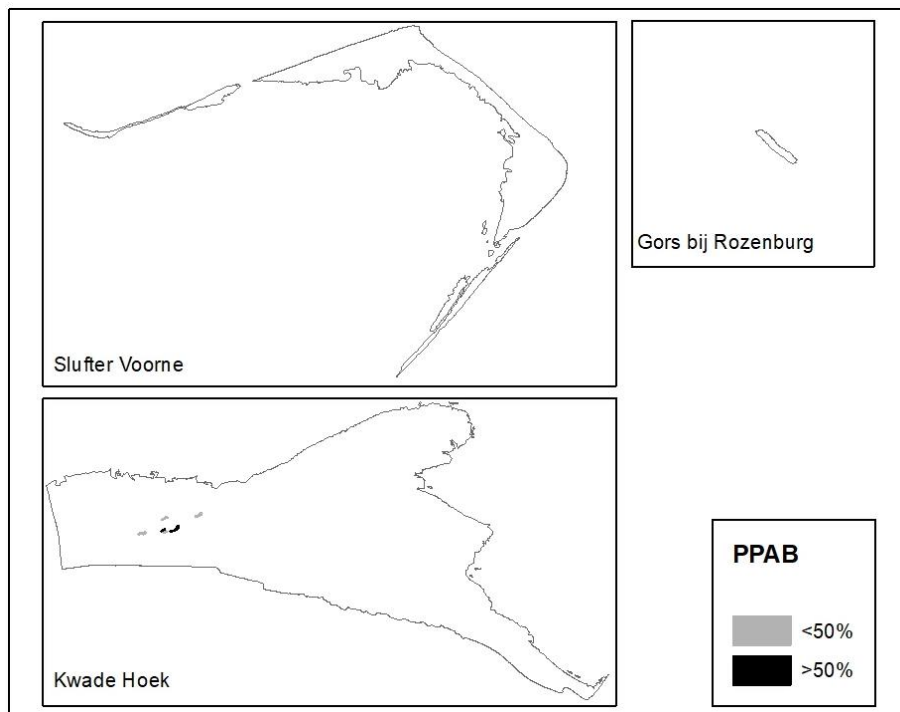 Slufter Voorne
Gors bij Rozenburg
Kwade Hoek
PPAB
<50%
>50%